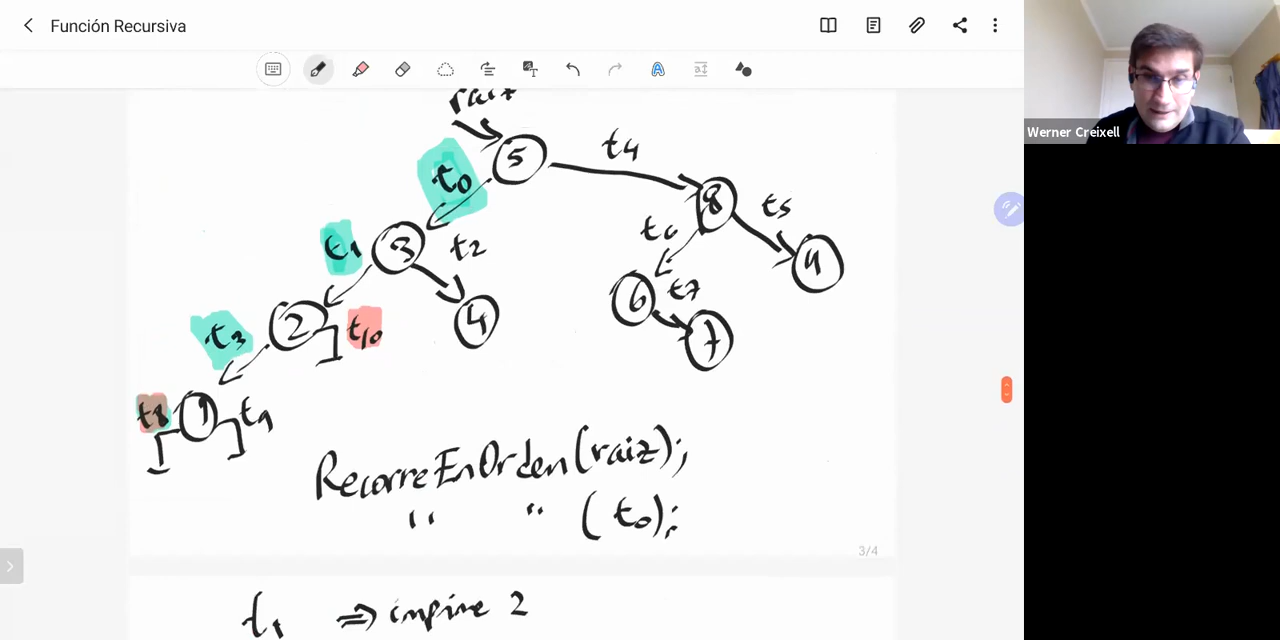 Función Recursiva
Werner Creixell
raiz
5
t4
t0
8
t5
t1
3
t2
t6
9
6
t7
t3
2
t10
4
7
t8
1
t9
RecorreEnOrden(raiz);
" " (t0);
3/4
t1 => imprime 2